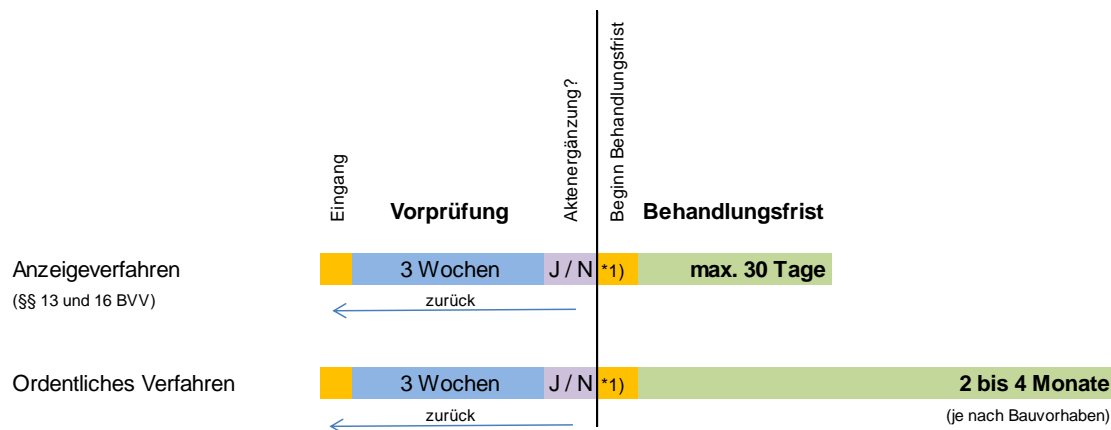 Eingang
Vorprüfung
Aktenergänzung?
Beginn Behandlungsfrist
Behandlungsfrist
Anzeigeverfahren
3 Wochen
J / N
*1)
max. 30 Tage
(§§ 13 und 16 BVV)
zurück
Ordentliches Verfahren
3 Wochen
J / N
*1)
2 bis 4 Monate
zurück
(je nach Bauvorhaben)